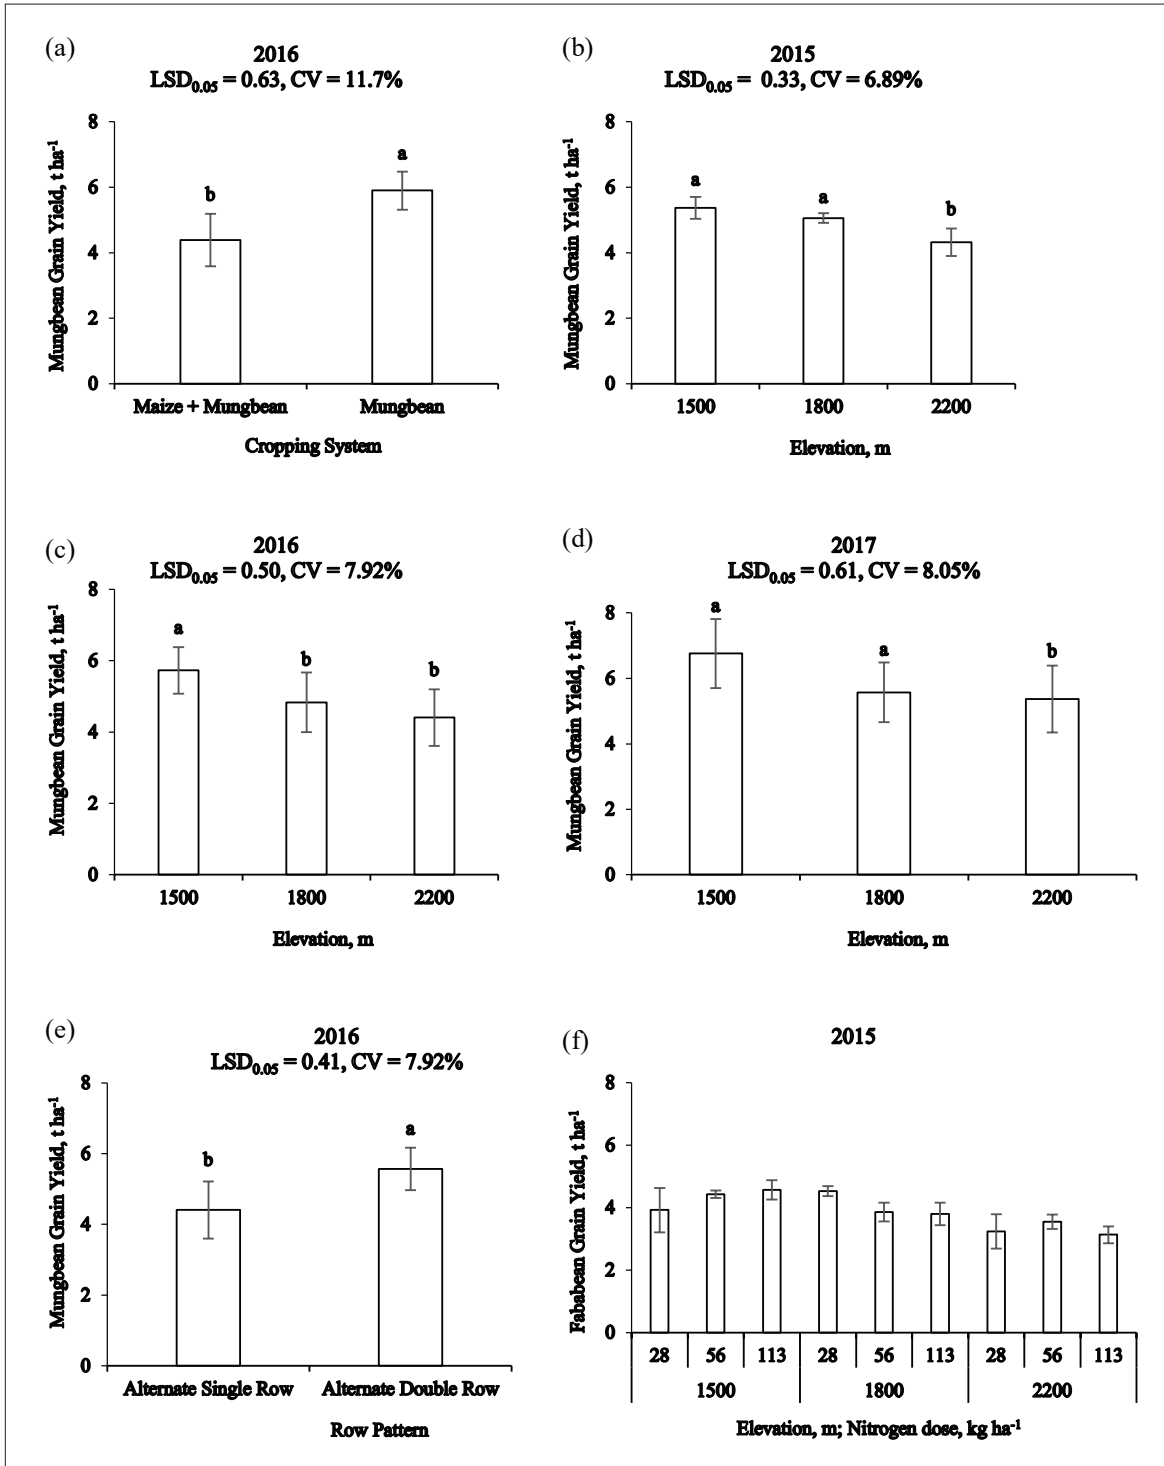 (a)
2016
LSD0.05 = 0.63, CV = 11.7%
Mungbean Grain Yield, t ha-1
8
6
4
2
0
b
a
Maize + Mungbean
Mungbean
Cropping System
(b)
2015
LSD0.05 = 0.33, CV = 6.89%
Mungbean Grain Yield, t ha-1
8
6
4
2
0
a
a
b
1500
1800
2200
Elevation, m
(c)
2016
LSD0.05 = 0.50, CV = 7.92%
Mungbean Grain Yield, t ha-1
8
6
4
2
0
a
b
b
1500
1800
2200
Elevation, m
(d)
2017
LSD0.05 = 0.61, CV = 8.05%
Mungbean Grain Yield, t ha-1
8
6
4
2
0
a
a
b
1500
1800
2200
Elevation, m
(e)
2016
LSD0.05 = 0.41, CV = 7.92%
Mungbean Grain Yield, t ha-1
8
6
4
2
0
b
a
Alternate Single Row
Alternate Double Row
Row Pattern
(f)
2015
Fababean Grain Yield, t ha-1
8
6
4
2
0
28 56 113 28 56 113 28 56 113
1500 1800 2200
Elevation, m; Nitrogen dose, kg ha-1